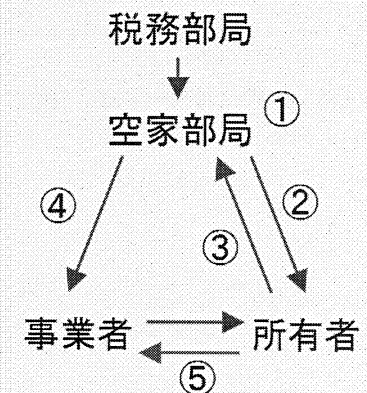 税務部局
空家部局 ①
④ ②
③
事業者 所有者
⑤